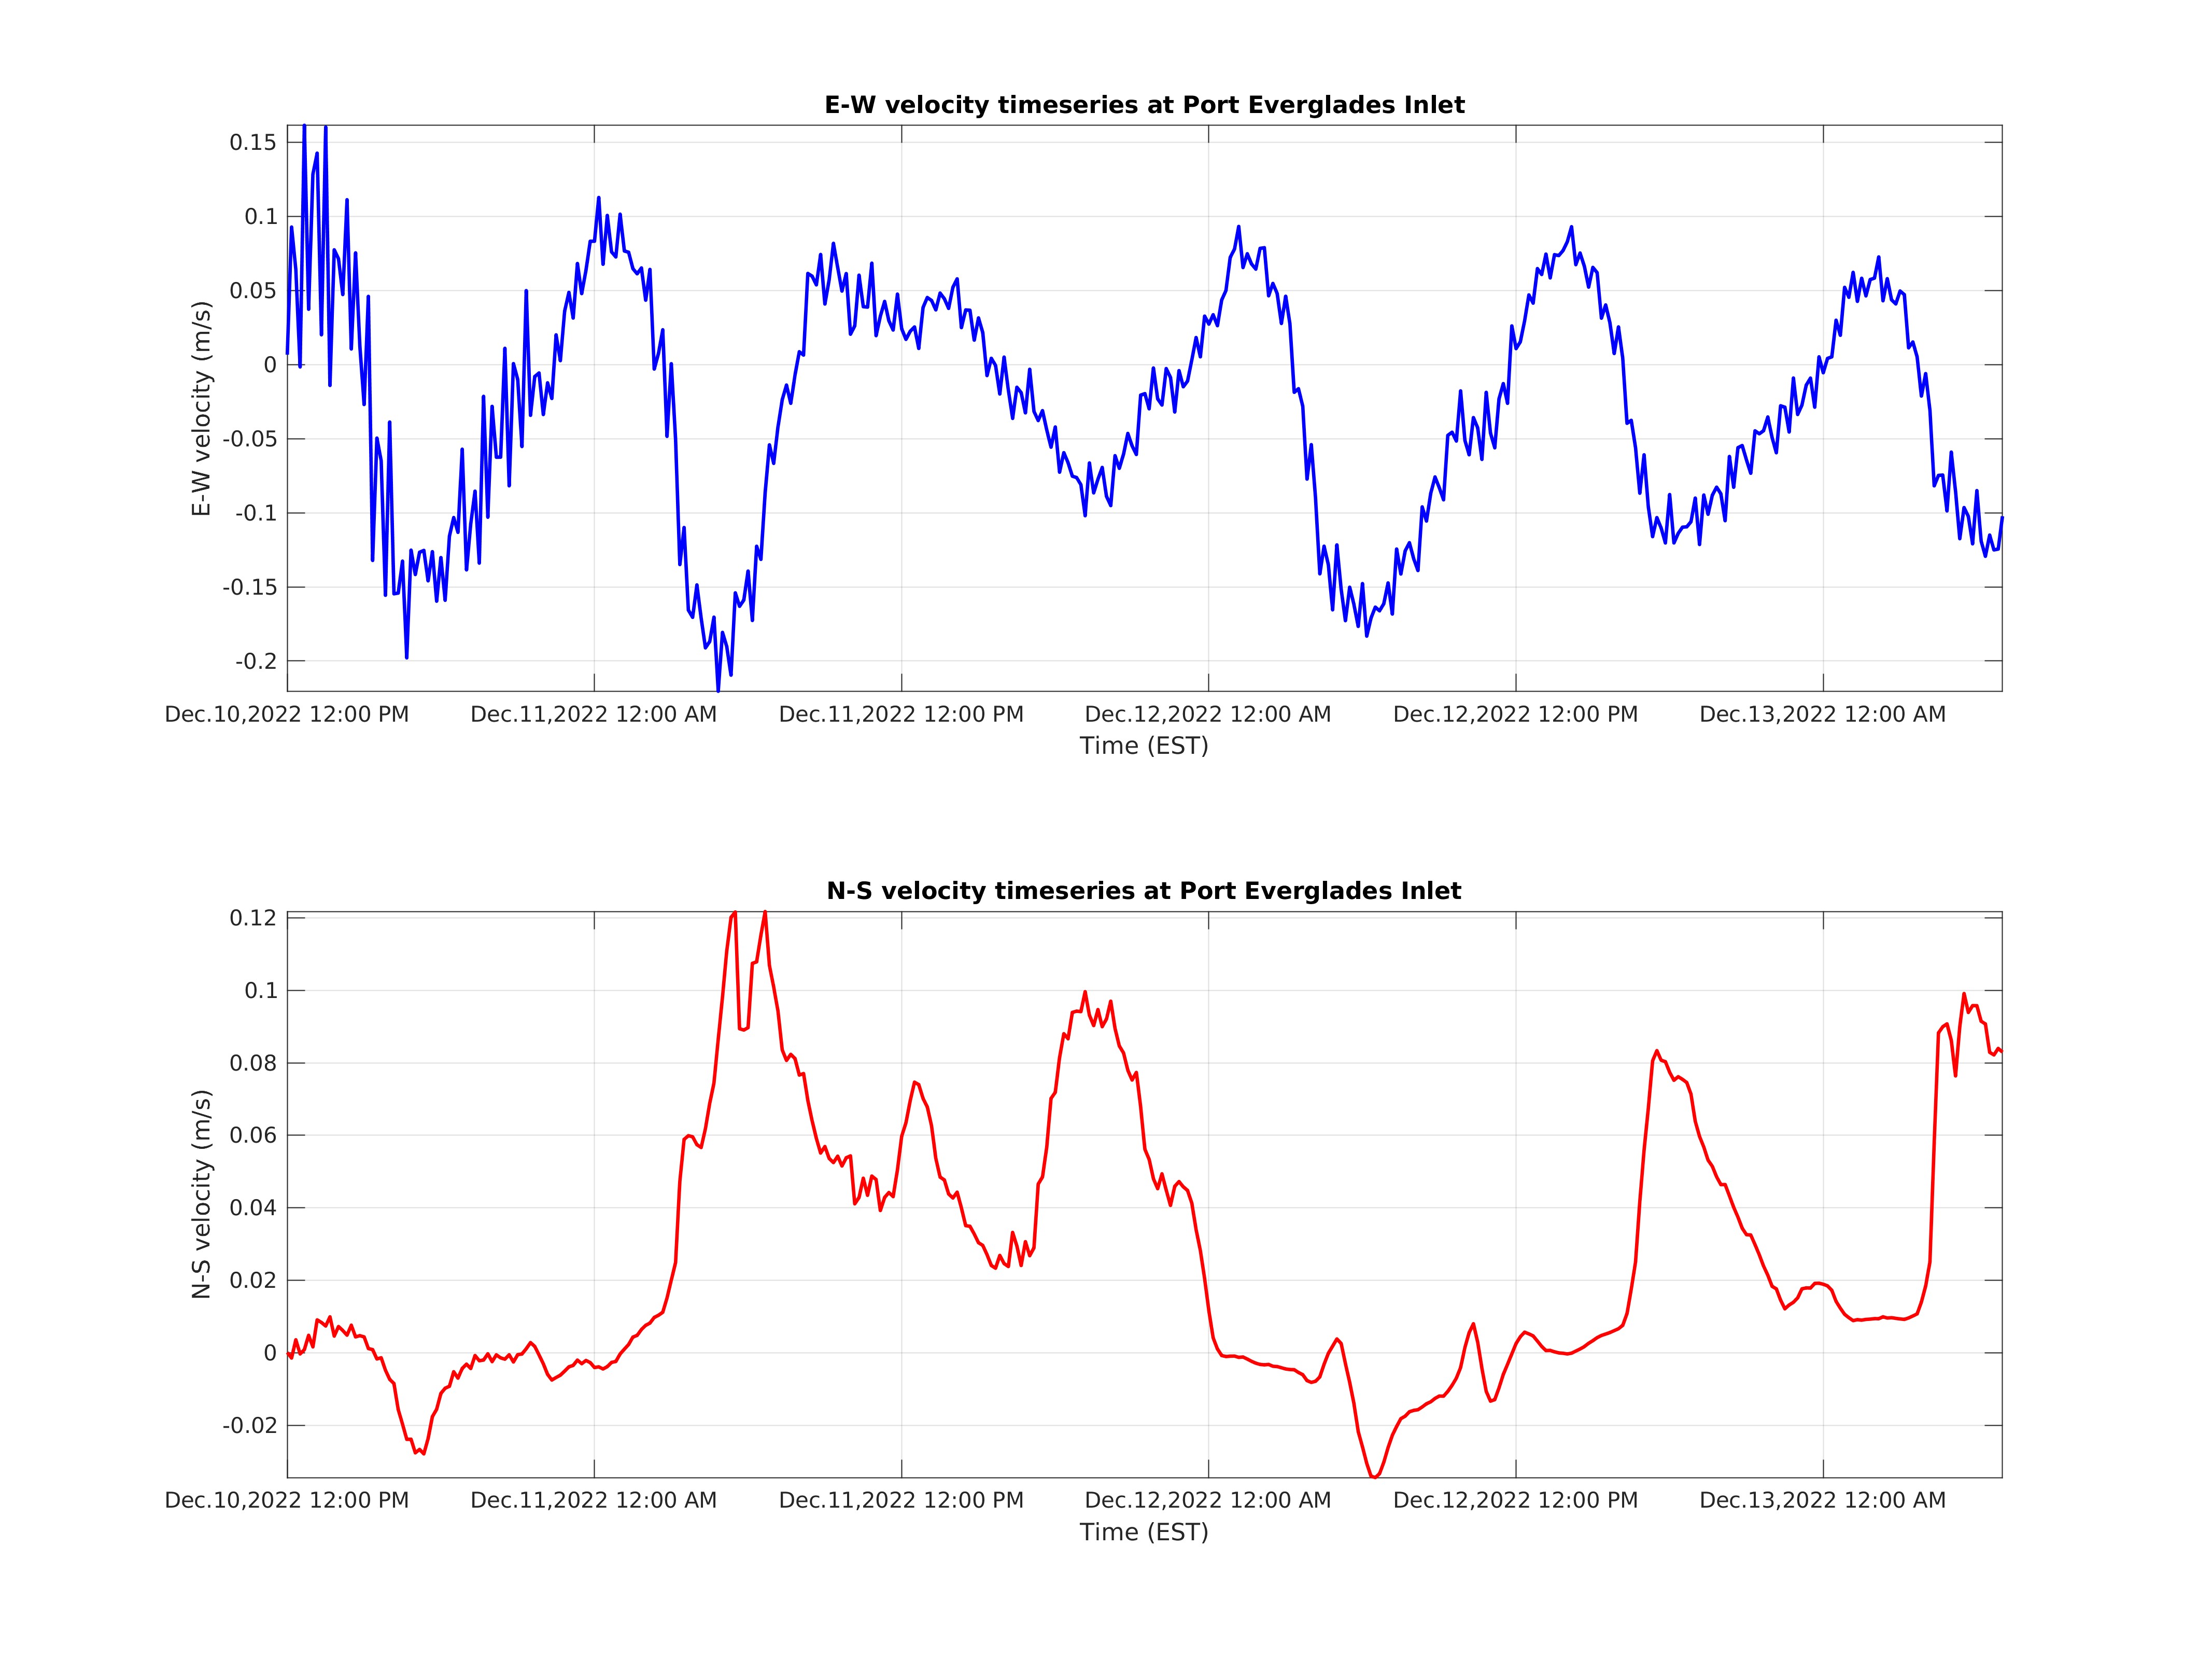 E-W velocity timeseries at Port Everglades Inlet
0.15
0.1
0.05
0
-0.05
-0.1
-0.15
-0.2
E-W velocity (m/s)
Dec.10,2022 12:00 PM Dec.11,2022 12:00 AM Dec.11,2022 12:00 PM Dec.12,2022 12:00 AM Dec.12,2022 12:00 PM Dec.13,2022 12:00 AM
Time (EST)
N-S velocity timeseries at Port Everglades Inlet
0.12
0.1
0.08
0.06
0.04
0.02
0
-0.02
N-S velocity (m/s)
Dec.10,2022 12:00 PM Dec.11,2022 12:00 AM Dec.11,2022 12:00 PM Dec.12,2022 12:00 AM Dec.12,2022 12:00 PM Dec.13,2022 12:00 AM
Time (EST)